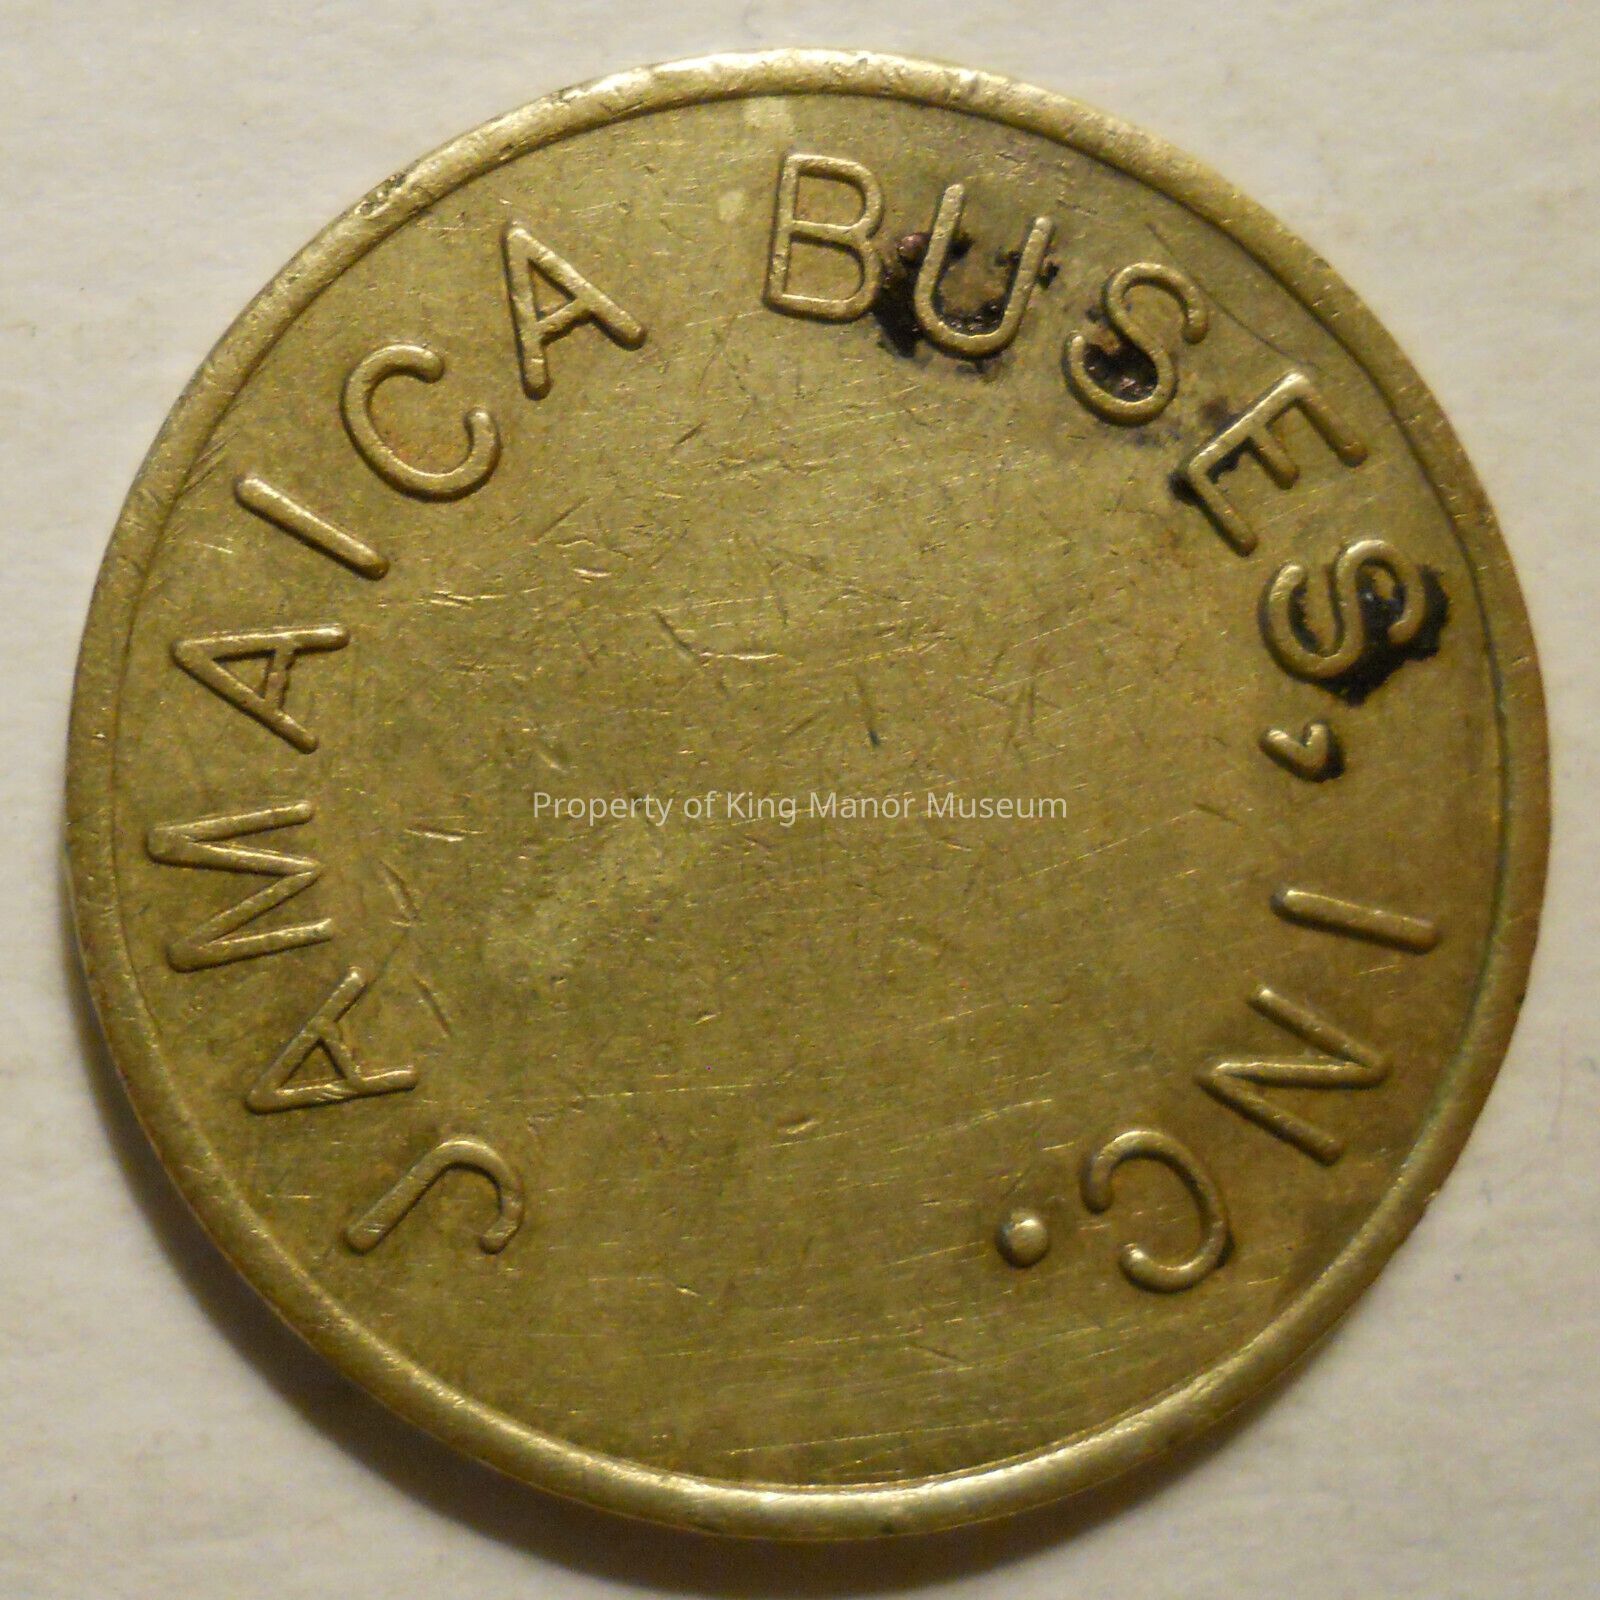 JAMAICA BUSES, INC.
Property of King Manor Museum